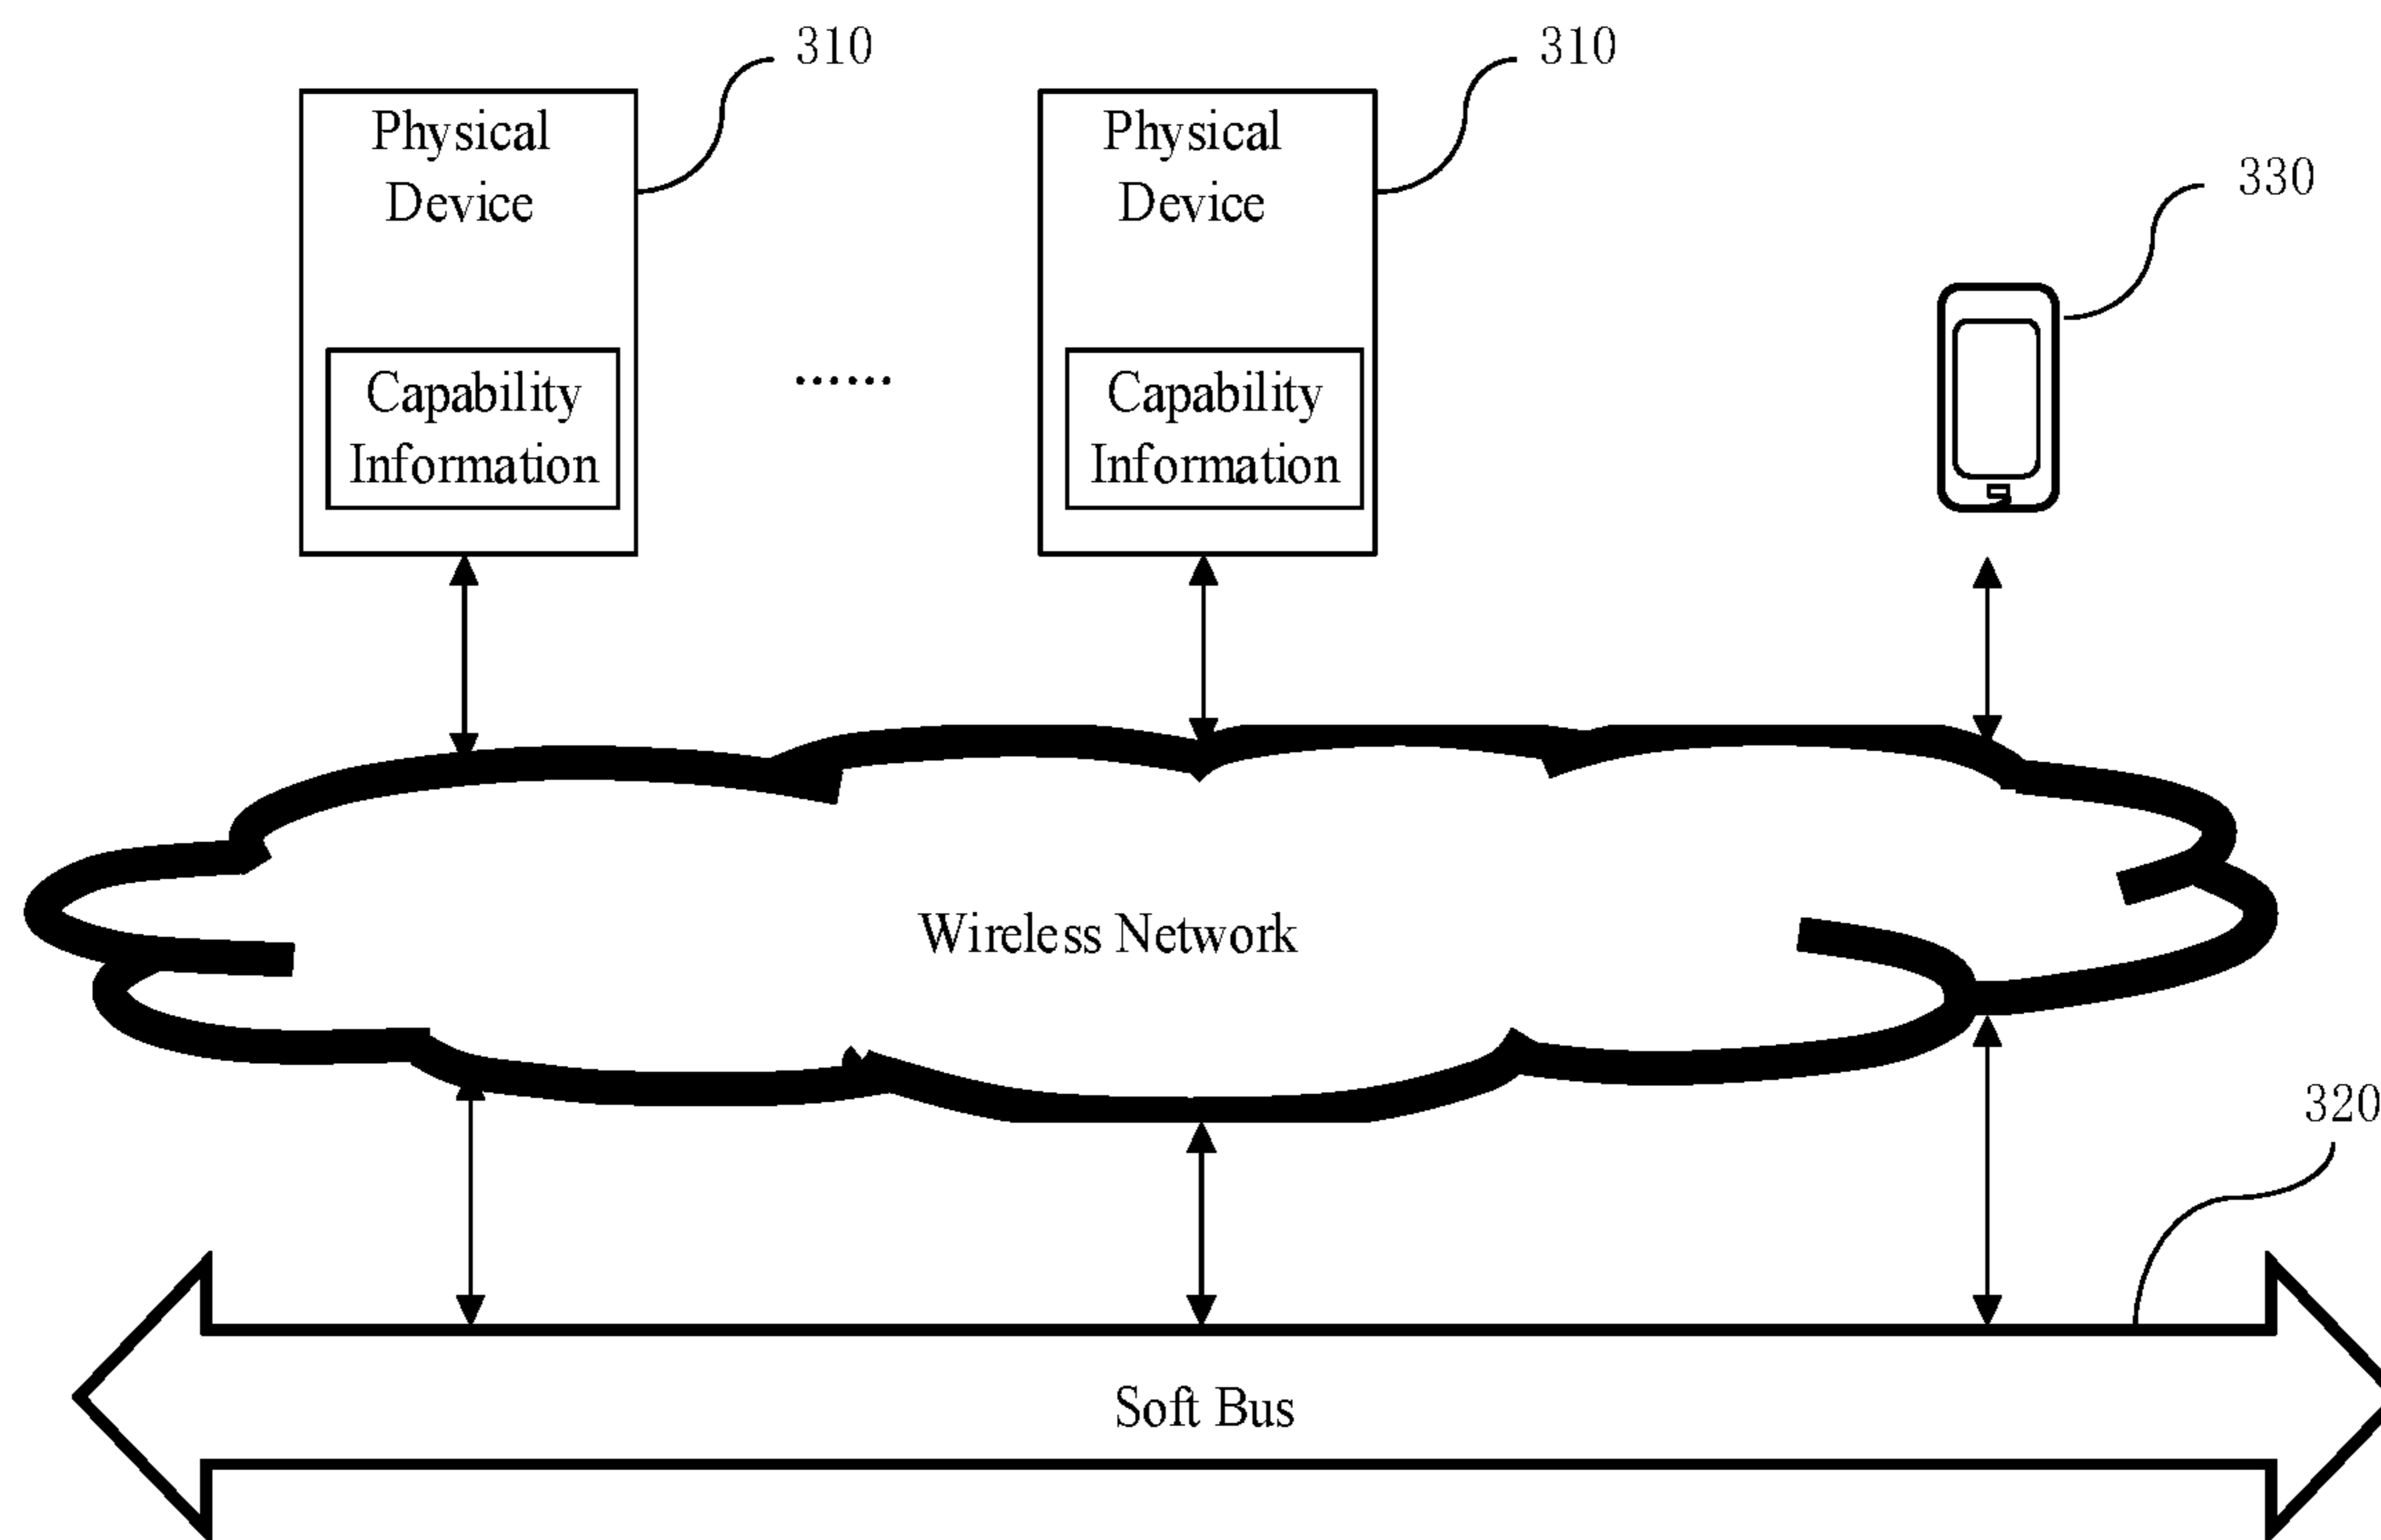 310
310
Physical
Device
Physical
Device
330
Capability
Information
......
Capability
Information
Wireless Network
320
Soft Bus